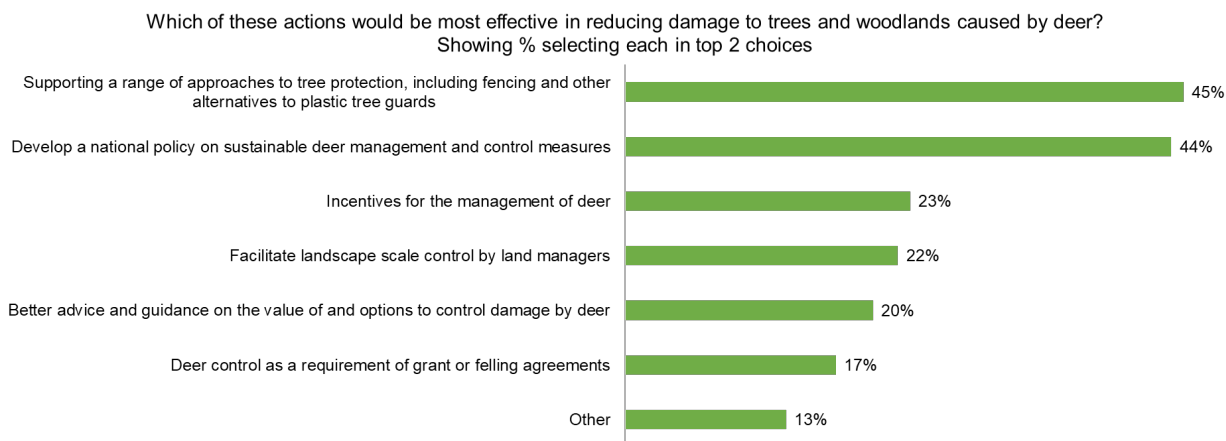 Which of these actions would be most effective in reducing damage to trees and woodlands caused by deer?
Showing % selecting each in top 2 choices
Supporting a range of approaches to tree protection, including fencing and other
alternatives to plastic tree guards
45%
Develop a national policy on sustainable deer management and control measures
44%
Incentives for the management of deer
23%
Facilitate landscape scale control by land managers
22%
Better advice and guidance on the value of and options to control damage by deer
20%
Deer control as a requirement of grant or felling agreements
17%
Other
13%